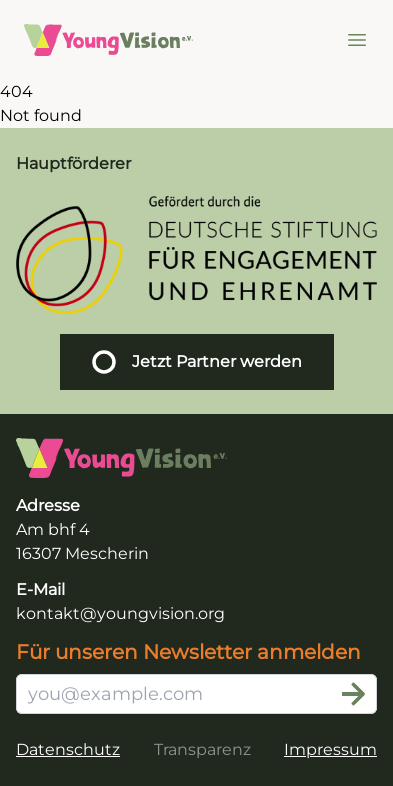 YoungVision e.V.
404
Not found
Hauptförderer
Gefördert durch die
DEUTSCHE STIFTUNG
FÜR ENGAGEMENT
UND EHRENAMT
Jetzt Partner werden
YoungVision e.V.
Adresse
Am bhf 4
16307 Mescherin
E-Mail
kontakt@youngvision.org
Für unseren Newsletter anmelden
you@example.com
Datenschutz Transparenz Impressum